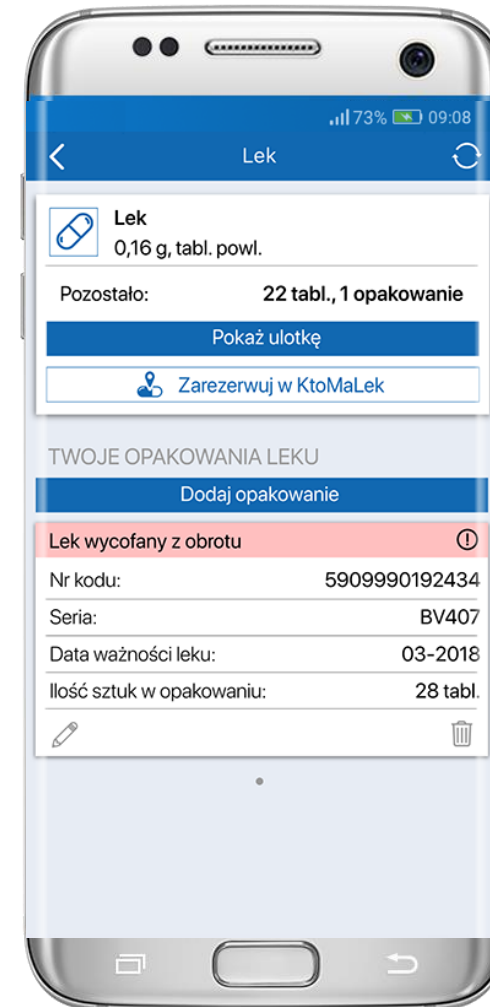 73% 09:08
Lek
Lek
0,16 g, tabl. powl.
Pozostało: 22 tabl., 1 opakowanie
Pokaż ulotkę
Zarezerwuj w KtoMaLek
TWOJE OPAKOWANIA LEKU
Dodaj opakowanie
Lek wycofany z obrotu
Nr kodu: 5909990192434
Seria: BV407
Data ważności leku: 03-2018
Ilość sztuk w opakowaniu: 28 tabl.